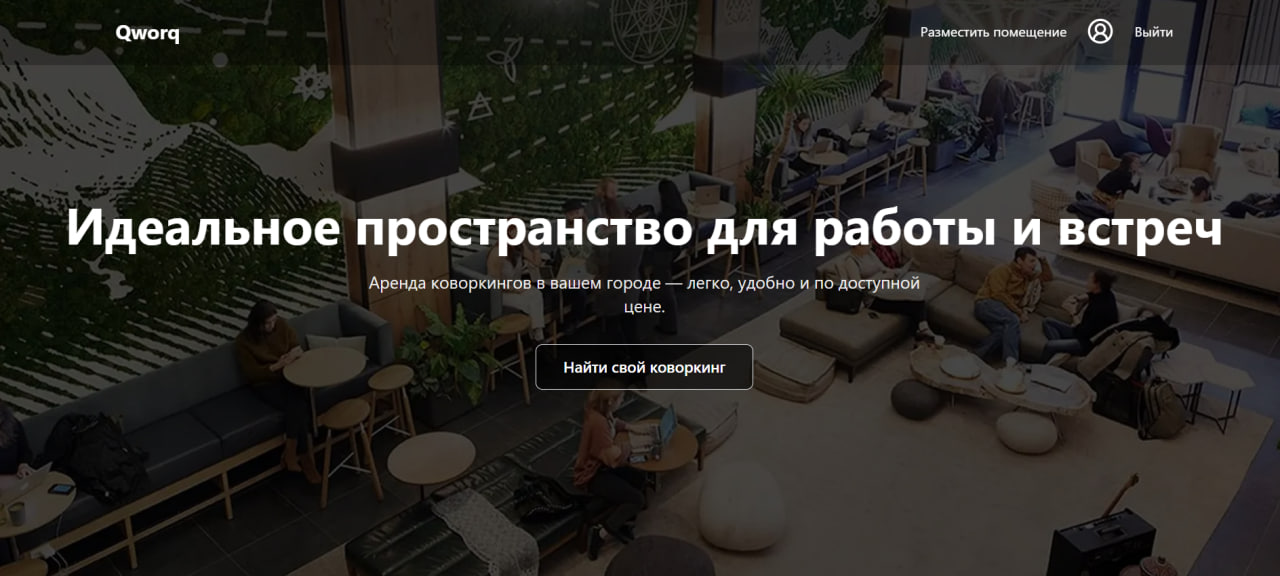 Qworq
Разместить помещение
Выйти
Идеальное пространство для работы и встреч
Аренда коворкингов в вашем городе — легко, удобно и по доступной
цене.
Найти свой коворкинг